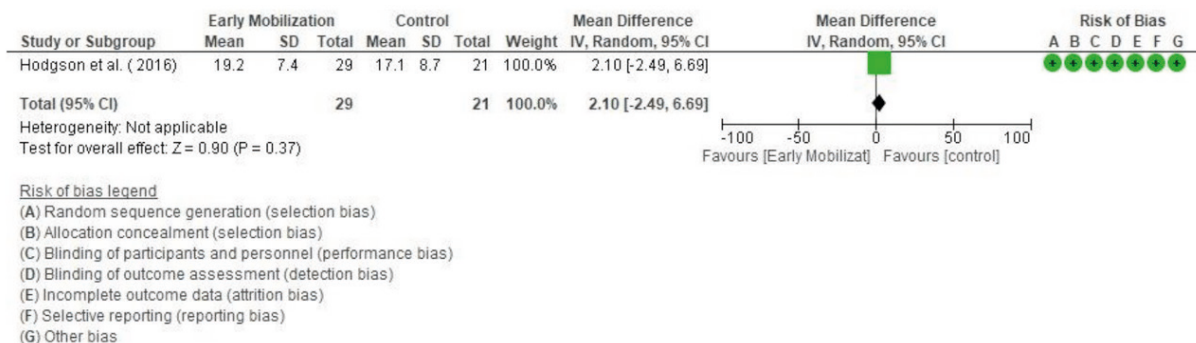 Early Mobilization Control Mean Difference Mean Difference Risk of Bias
Study or Subgroup Mean SD Total Mean SD Total Weight IV, Random, 95% CI IV, Random, 95% CI A B C D E F G
Hodgson et al. ( 2016) 19.2 7.4 29 17.1 8.7 21 100.0% 2.10 [-2.49, 6.69] + + + + + + +
Total (95% CI) 29 21 100.0% 2.10 [-2.49, 6.69]
Heterogeneity: Not applicable
Test for overall effect: Z = 0.90 (P = 0.37)
-100 -50 0 50 100
Favours [Early Mobilizat] Favours [control]
Risk of bias legend
(A) Random sequence generation (selection bias)
(B) Allocation concealment (selection bias)
(C) Blinding of participants and personnel (performance bias)
(D) Blinding of outcome assessment (detection bias)
(E) Incomplete outcome data (attrition bias)
(F) Selective reporting (reporting bias)
(G) Other bias